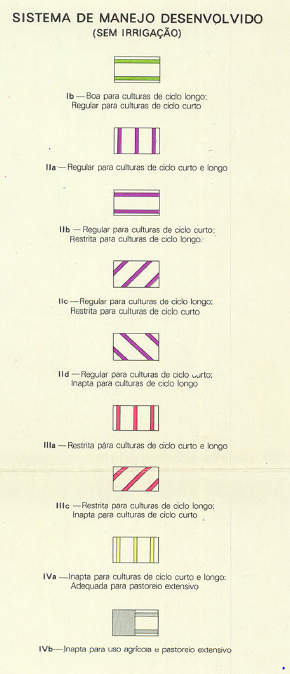 SISTEMA DE MANEJO DESENVOLVIDO
(SEM IRRIGAÇÃO)
Ib — Boa para culturas de ciclo longo;
Regular para culturas de ciclo curto
IIa — Regular para culturas de ciclo curto e longo
IIb — Regular para culturas de ciclo curto;
Restrita para culturas de ciclo longo.
IIc — Regular para culturas de ciclo longo;
Restrita para culturas de ciclo curto
IId — Regular para culturas de ciclo curto;
Inapta para culturas de ciclo longo
IIIa — Restrita para culturas de ciclo curto e longo
IIIc — Restrita para culturas de ciclo longo;
Inapta para culturas de ciclo curto
IVa — Inapta para culturas de ciclo curto e longo;
Adequada para pastoreio extensivo
IVb — Inapta para uso agrícola e pastoreio extensivo